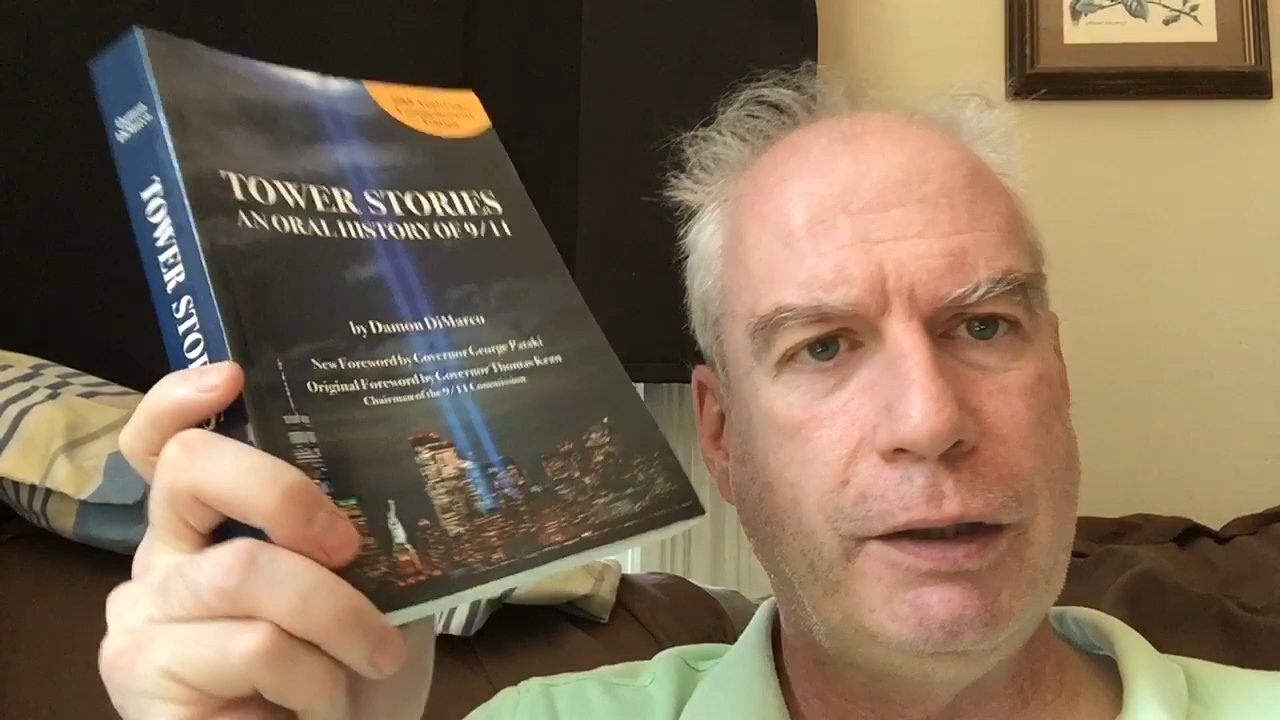 TOWER STORIES
AN ORAL HISTORY OF 9/11
by Damon DiMarco
New Foreword by Governor George Pataki
Original Foreword by Governor Thomas Kean
Chairman of the 9/11 Commission
TOWER STOR